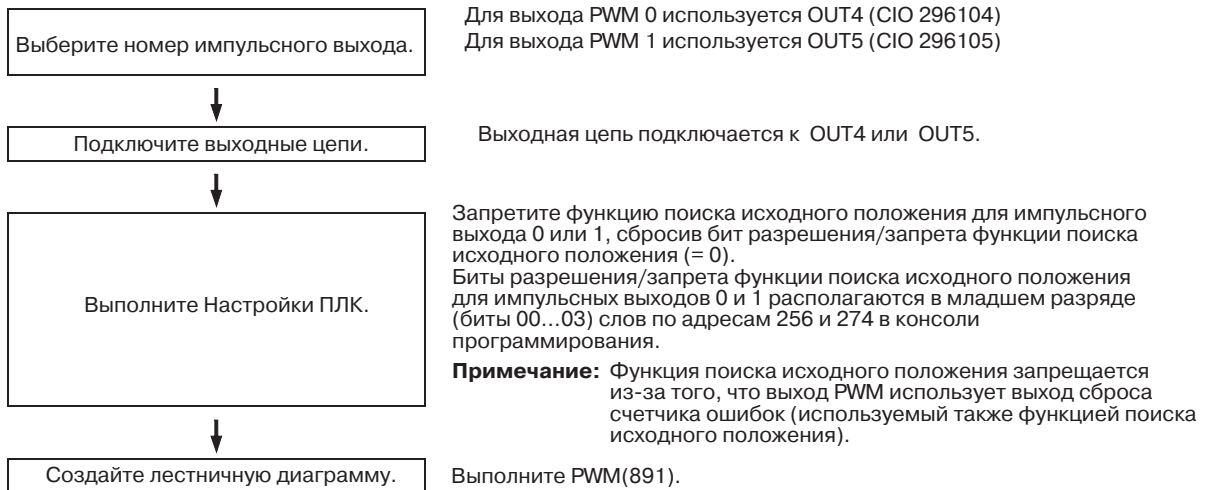 Выберите номер импульсного выхода.
Для выхода PWM 0 используется OUT4 (CIO 296104)
Для выхода PWM 1 используется OUT5 (CIO 296105)
Подключите выходные цепи.
Выходная цепь подключается к OUT4 или OUT5.
Выполните Настройки ПЛК.
Запретите функцию поиска исходного положения для импульсного
выхода 0 или 1, сбросив бит разрешения/запрета функции поиска
исходного положения (= 0).
Биты разрешения/запрета функции поиска исходного положения
для импульсных выходов 0 и 1 располагаются в младшем разряде
(биты 00...03) слов по адресам 256 и 274 в консоли
программирования.
Примечание: Функция поиска исходного положения запрещается
из-за того, что выход PWM использует выход сброса
счетчика ошибок (используемый также функцией поиска
исходного положения).
Создайте лестничную диаграмму.
Выполните PWM(891).